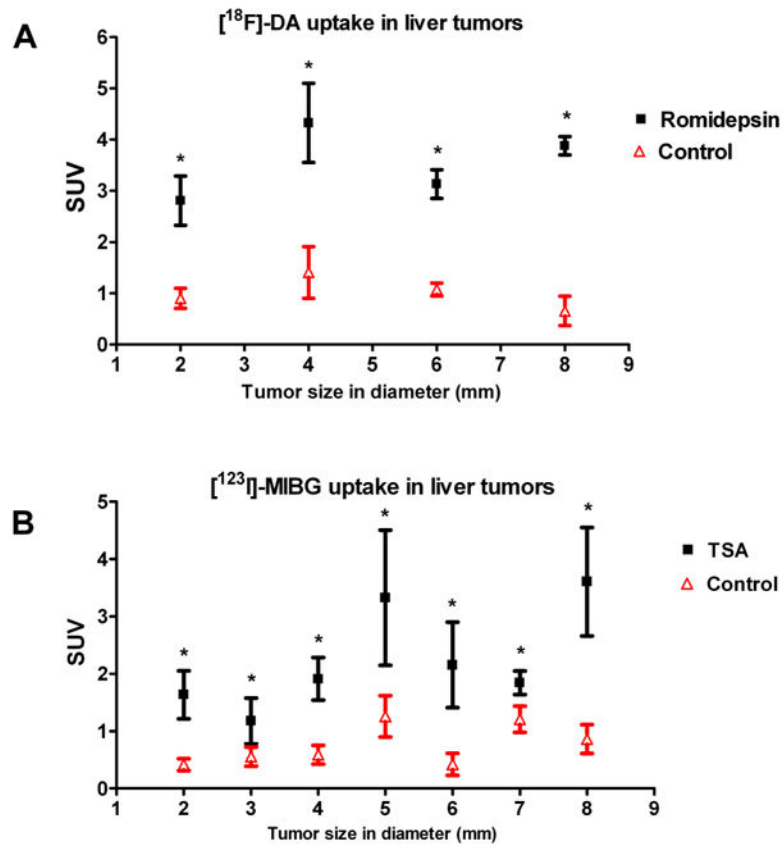 A
[¹⁸F]-DA uptake in liver tumors
6
5
4
3
2
1
0
SUV
* * * *
Romidepsin
Control
1 2 3 4 5 6 7 8 9
Tumor size in diameter (mm)
B
[¹²³I]-MIBG uptake in liver tumors
5
4
3
2
1
0
SUV
* * * * * * *
TSA
Control
1 2 3 4 5 6 7 8 9
Tumor size in diameter (mm)